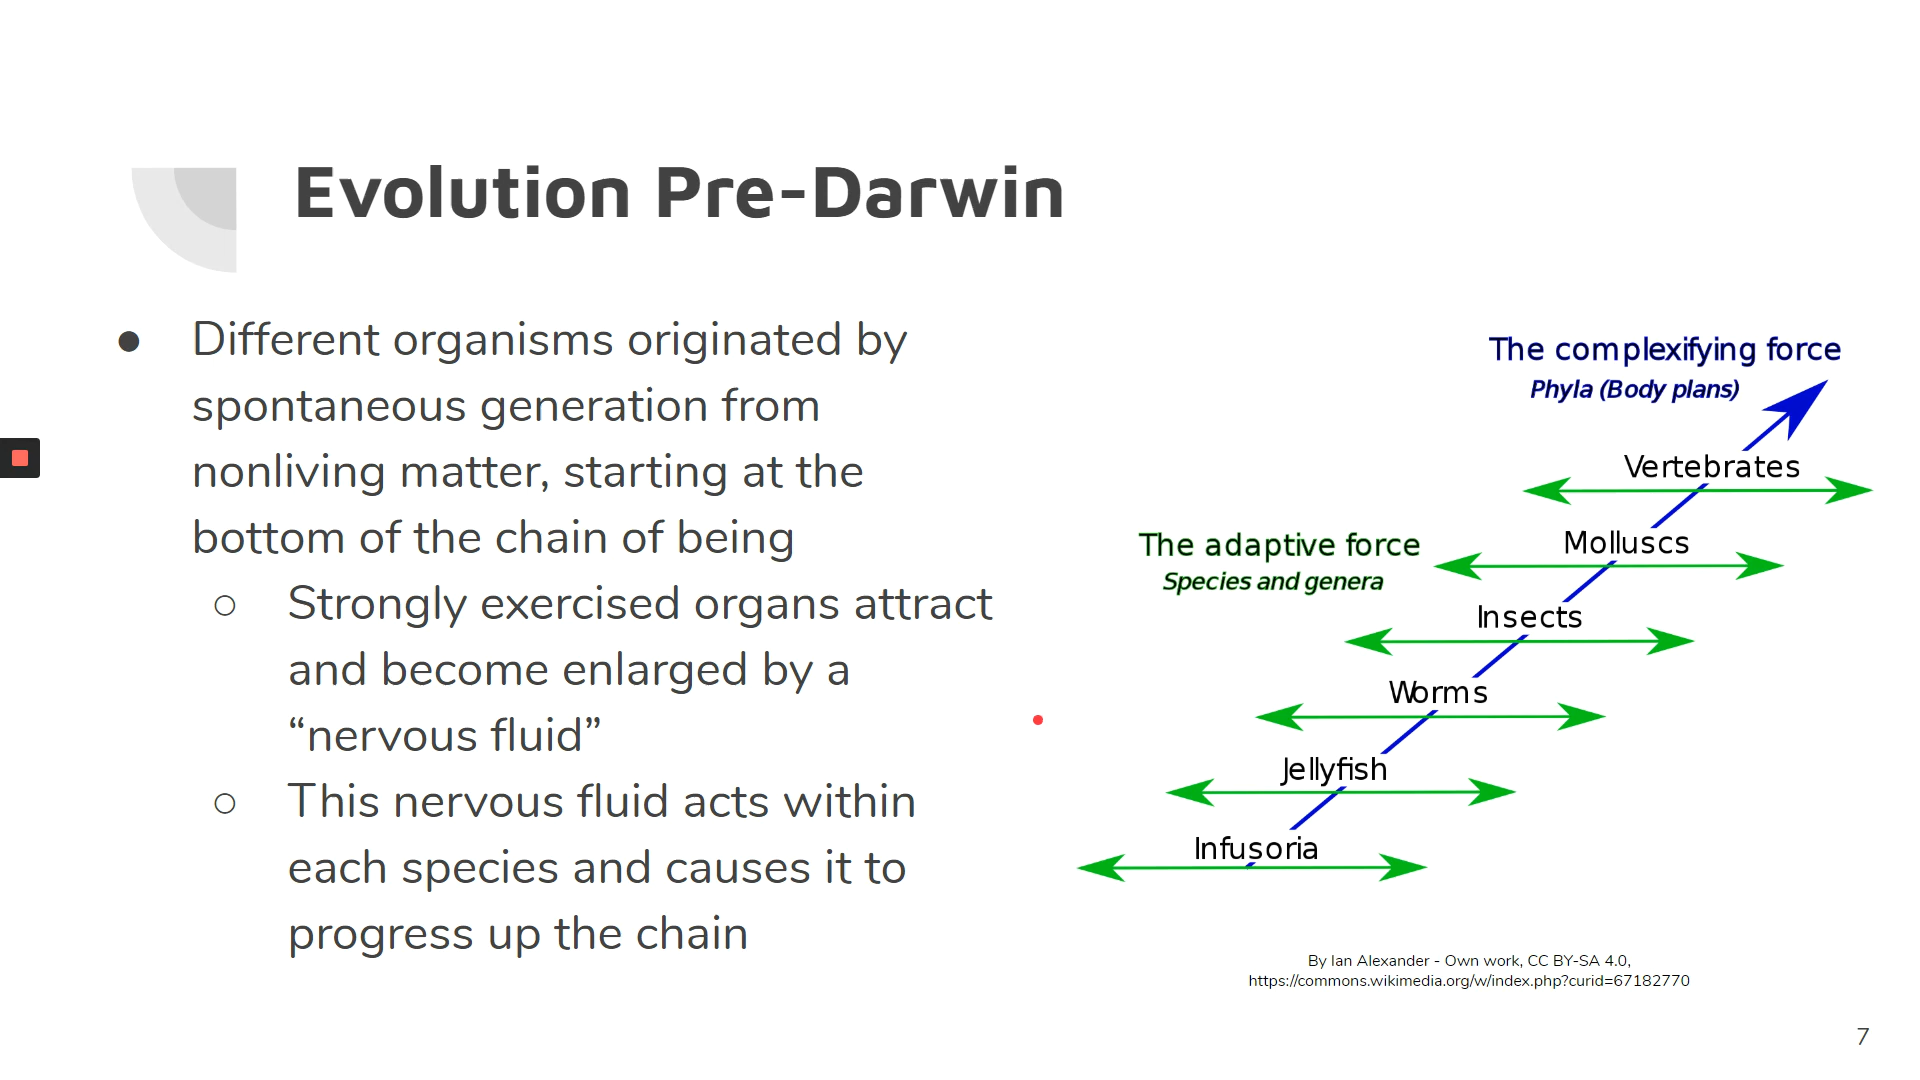 Evolution Pre-Darwin
● Different organisms originated by
spontaneous generation from
nonliving matter, starting at the
bottom of the chain of being
○ Strongly exercised organs attract
and become enlarged by a
“nervous fluid”
○ This nervous fluid acts within
each species and causes it to
progress up the chain
The complexifying force
Phyla (Body plans)
Vertebrates
The adaptive force
Species and genera
Molluscs
Insects
Worms
Jellyfish
Infusoria
By Ian Alexander - Own work, CC BY-SA 4.0,
https://commons.wikimedia.org/w/index.php?curid=67182770
7